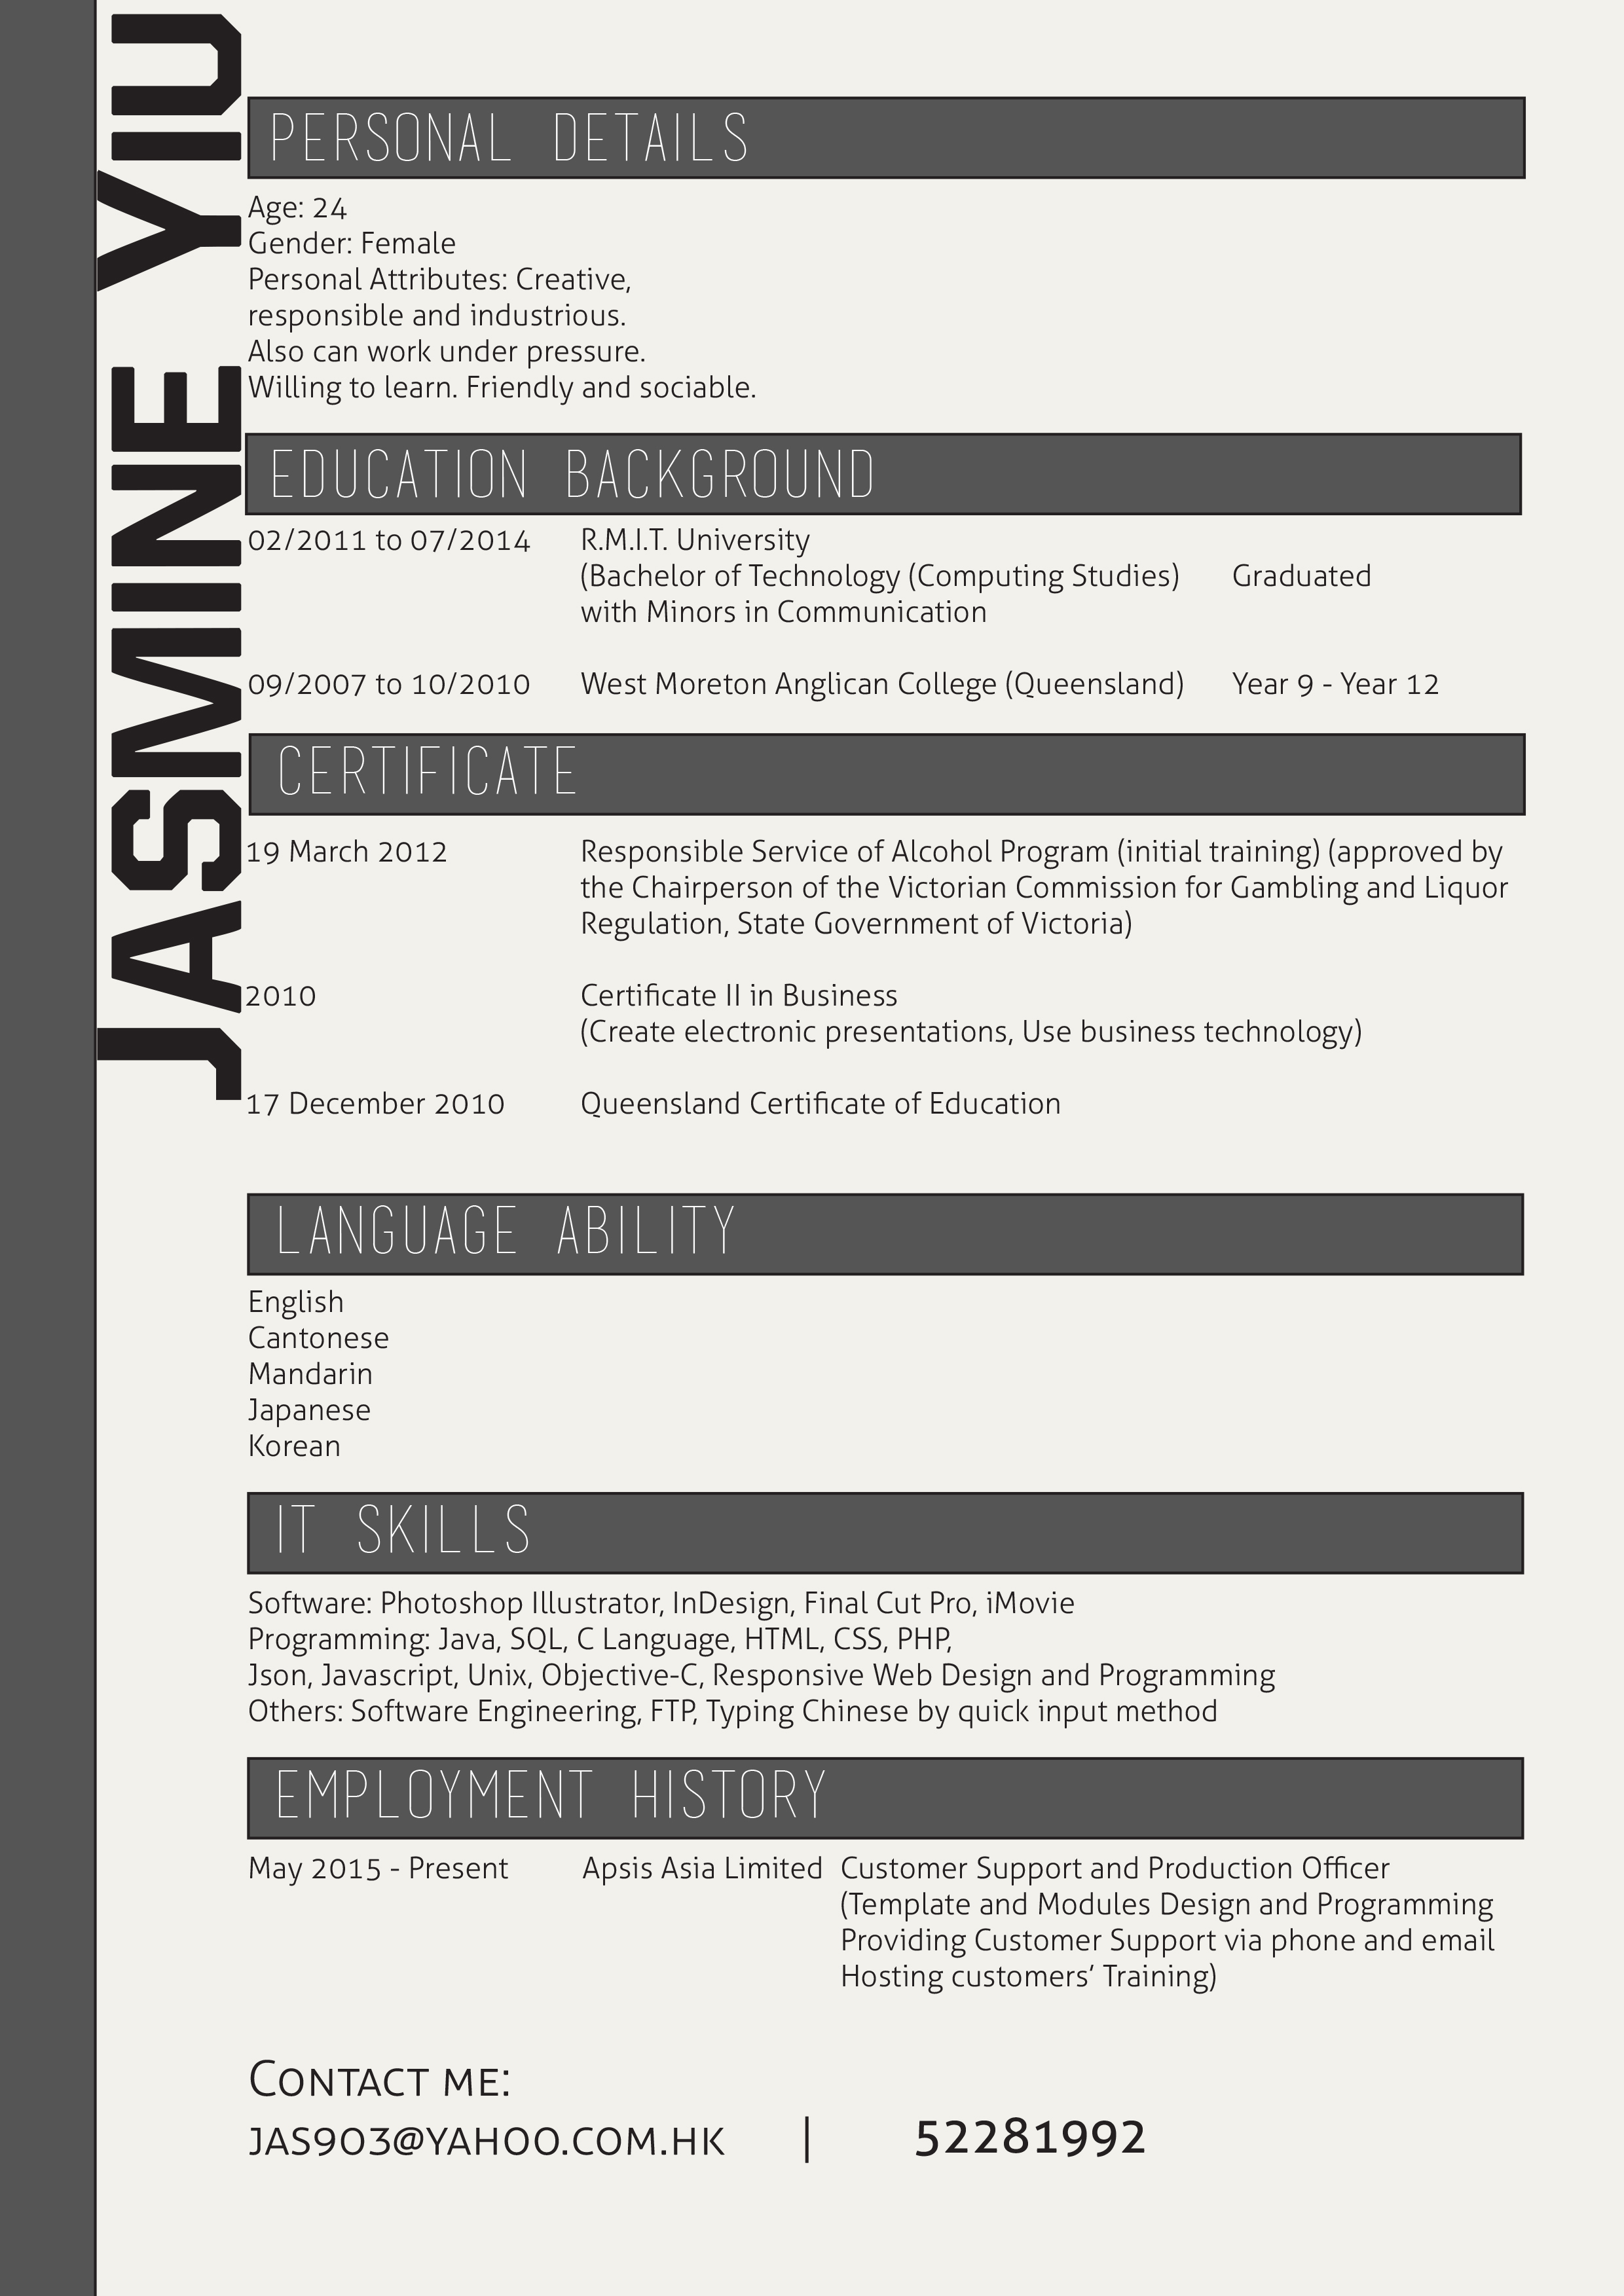 JASMINE YIU
PERSONAL DETAILS
Age: 24
Gender: Female
Personal Attributes: Creative,
responsible and industrious.
Also can work under pressure.
Willing to learn. Friendly and sociable.
EDUCATION BACKGROUND
02/2011 to 07/2014 R.M.I.T. University
(Bachelor of Technology (Computing Studies) Graduated
with Minors in Communication
09/2007 to 10/2010 West Moreton Anglican College (Queensland) Year 9 - Year 12
CERTIFICATE
19 March 2012 Responsible Service of Alcohol Program (initial training) (approved by
the Chairperson of the Victorian Commission for Gambling and Liquor
Regulation, State Government of Victoria)
2010 Certificate II in Business
(Create electronic presentations, Use business technology)
17 December 2010 Queensland Certificate of Education
LANGUAGE ABILITY
English
Cantonese
Mandarin
Japanese
Korean
IT SKILLS
Software: Photoshop Illustrator, InDesign, Final Cut Pro, iMovie
Programming: Java, SQL, C Language, HTML, CSS, PHP,
Json, Javascript, Unix, Objective-C, Responsive Web Design and Programming
Others: Software Engineering, FTP, Typing Chinese by quick input method
EMPLOYMENT HISTORY
May 2015 - Present Apsis Asia Limited Customer Support and Production Officer
(Template and Modules Design and Programming
Providing Customer Support via phone and email
Hosting customers’ Training)
CONTACT ME:
JAS903@YAHOO.COM.HK | 52281992